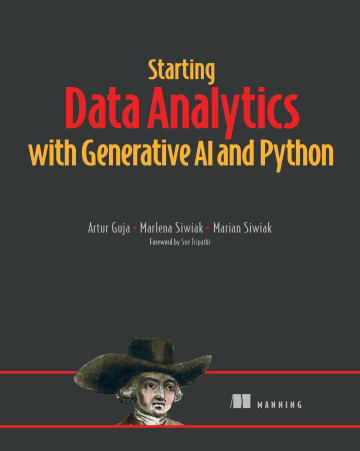 Starting
Data Analytics
with Generative AI and Python
Artur Guja • Marlena Siwiak • Marian Siwiak
Foreword by Sue Tripathi
MANNING